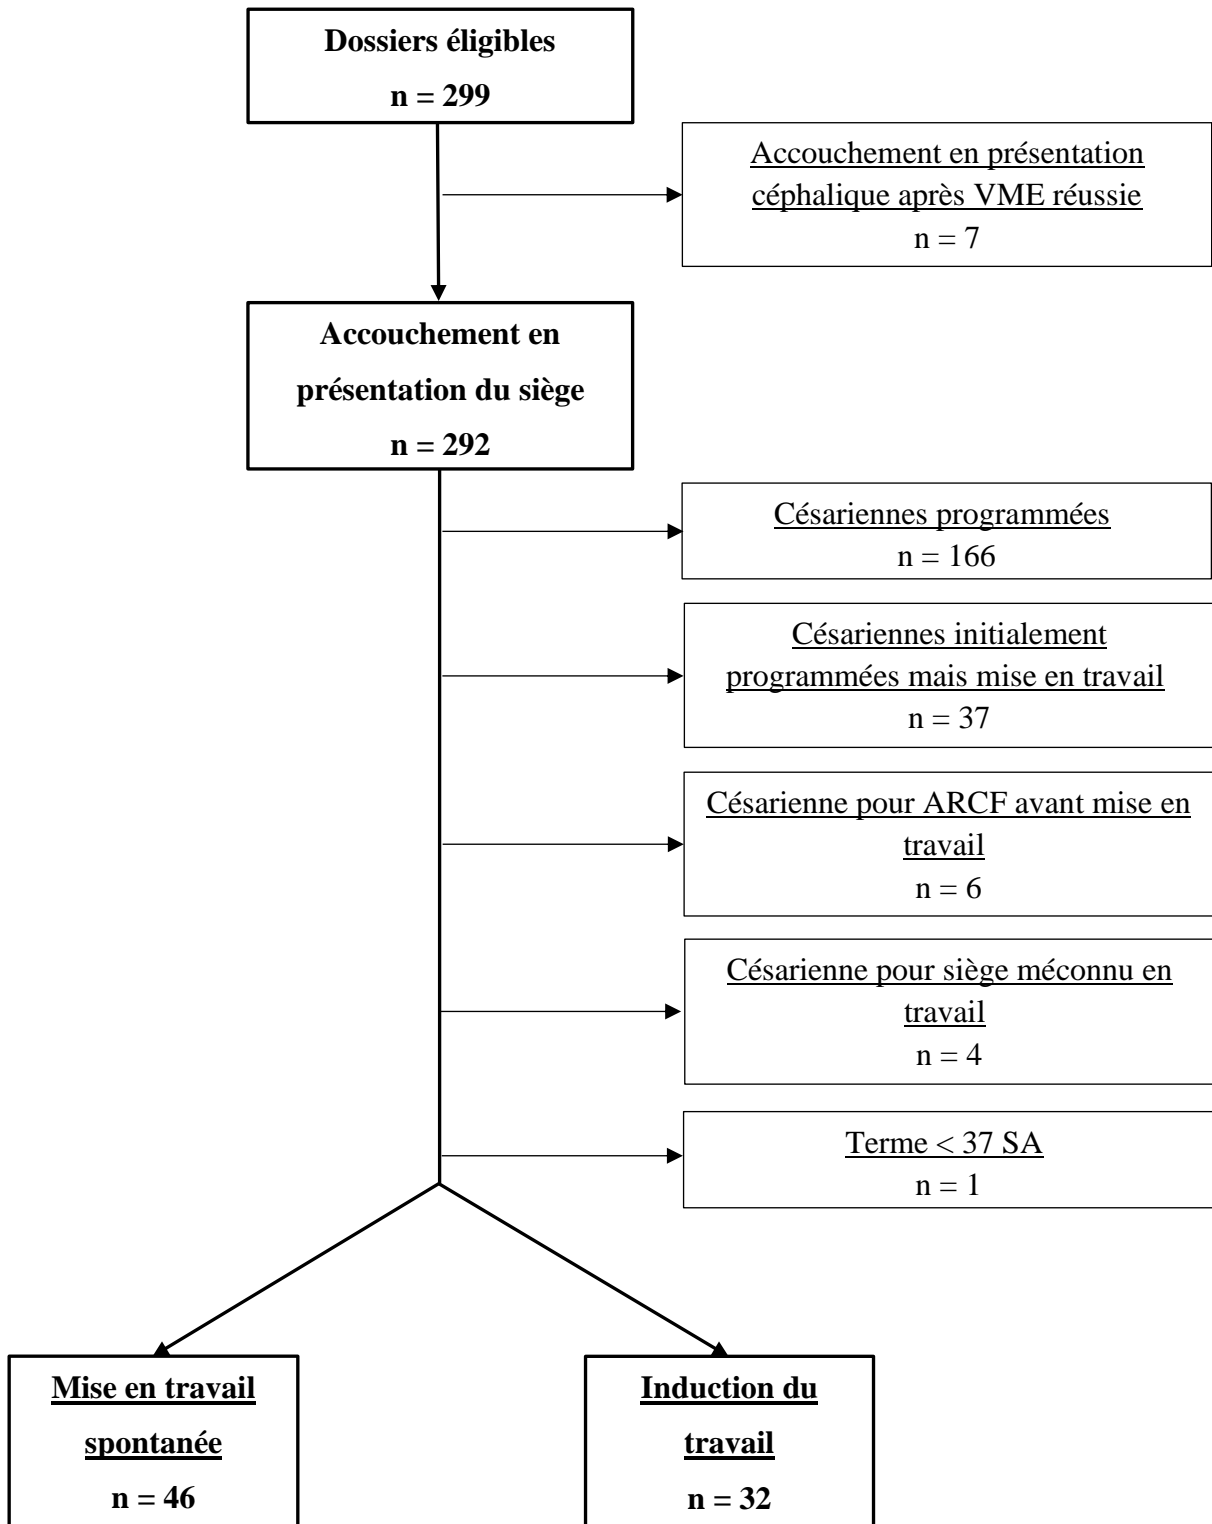 Dossiers éligibles
n = 299
Accouchement en présentation
céphalique après VME réussie
n = 7
Accouchement en
présentation du siège
n = 292
Césariennes programmées
n = 166
Césariennes initialement
programmées mais mise en travail
n = 37
Césarienne pour ARCF avant mise en
travail
n = 6
Césarienne pour siège méconnu en
travail
n = 4
Terme < 37 SA
n = 1
Mise en travail
spontanée
n = 46
Induction du
travail
n = 32